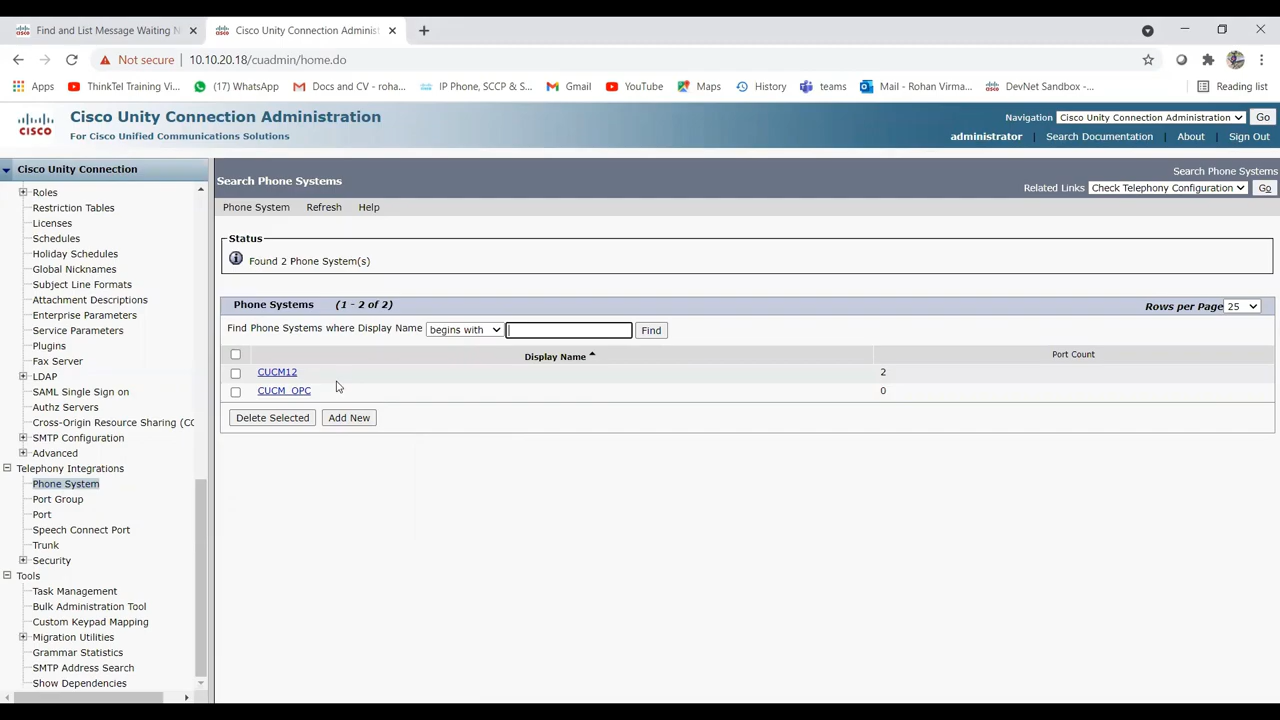 Find and List Message Waiting N
Cisco Unity Connection Administ
Not secure 10.10.20.18/cuadmin/home.do
Apps ThinkTel Training Vi... (17) WhatsApp Docs and CV - roha... IP Phone, SCCP & S... Gmail YouTube Maps History teams Mail - Rohan Virma... DevNet Sandbox -... Reading list
CISCO
Cisco Unity Connection Administration
For Cisco Unified Communications Solutions
Navigation Cisco Unity Connection Administration Go
administrator Search Documentation About Sign Out
Cisco Unity Connection
Roles
Restriction Tables
Licenses
Schedules
Holiday Schedules
Global Nicknames
Subject Line Formats
Attachment Descriptions
Enterprise Parameters
Service Parameters
Plugins
Fax Server
LDAP
SAML Single Sign on
Authz Servers
Cross-Origin Resource Sharing (CO
SMTP Configuration
Advanced
Telephony Integrations
Phone System
Port Group
Port
Speech Connect Port
Trunk
Security
Tools
Task Management
Bulk Administration Tool
Custom Keypad Mapping
Migration Utilities
Grammar Statistics
SMTP Address Search
Show Dependencies
Search Phone Systems
Search Phone Systems
Related Links Check Telephony Configuration Go
Phone System Refresh Help
Status
Found 2 Phone System(s)
Phone Systems (1 - 2 of 2) Rows per Page 25
Find Phone Systems where Display Name begins with Find
Display Name Port Count
CUCM12 2
CUCM_OPC 0
Delete Selected Add New